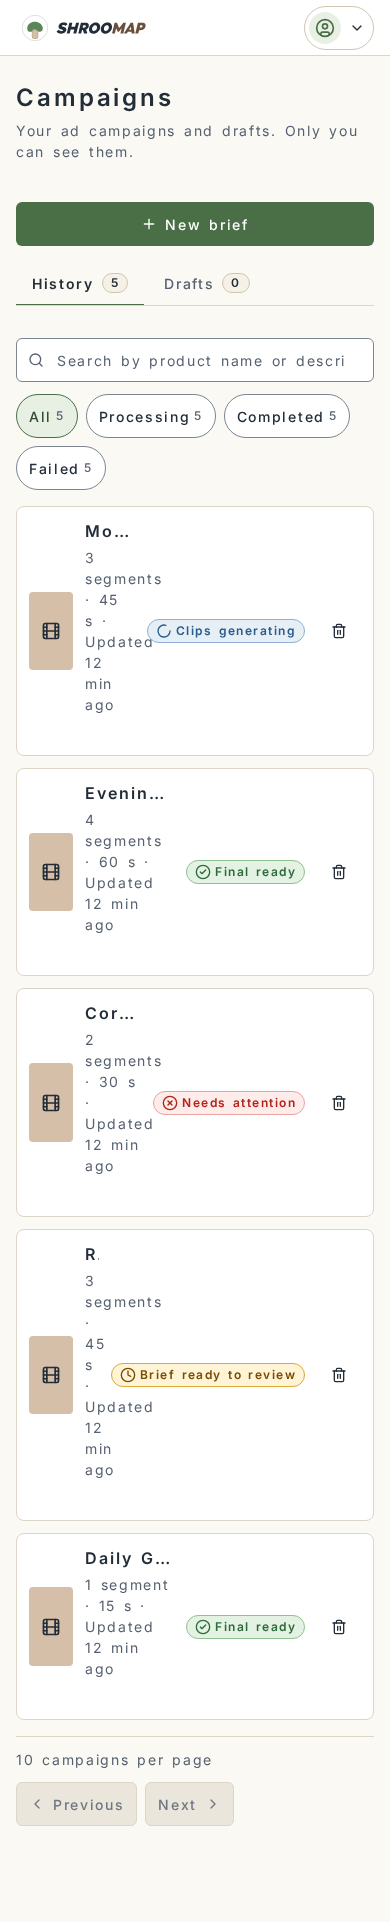 SHROOMAP
Campaigns
Your ad campaigns and drafts. Only you
can see them.
+ New brief
History 5
Drafts 0
Search by product name or descri
All 5
Processing 5
Completed 5
Failed 5
Mo…
3
segments
· 45
s ·
Updated
12
min
ago
Clips generating
Evenin…
4
segments
· 60 s ·
Updated
12 min
ago
Final ready
Cor…
2
segments
· 30 s
·
Updated
12 min
ago
Needs attention
R
3
segments
·
45
s
·
Updated
12
min
ago
Brief ready to review
Daily G…
1 segment
· 15 s ·
Updated
12 min
ago
Final ready
10 campaigns per page
Previous
Next